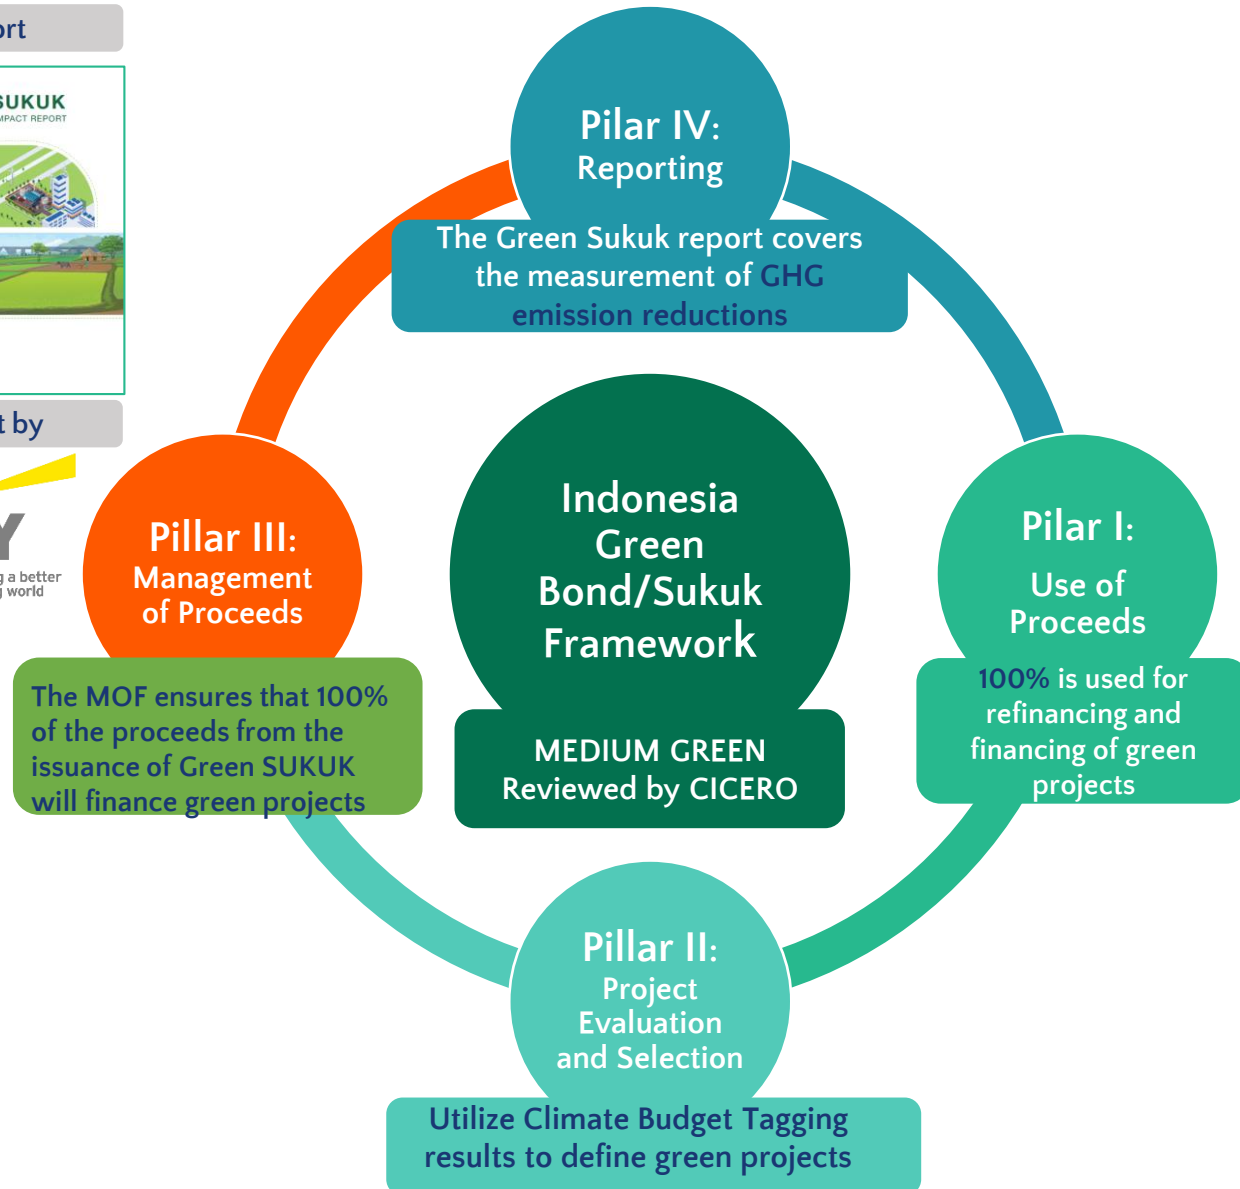 SUKUK
IMPACT REPORT
t by
Y
g a better
g world
Pilar IV:
Reporting
The Green Sukuk report covers
the measurement of GHG
emission reductions
Indonesia
Green
Bond/Sukuk
Framework
MEDIUM GREEN
Reviewed by CICERO
Pillar III:
Management
of Proceeds
The MOF ensures that 100%
of the proceeds from the
issuance of Green SUKUK
will finance green projects
Pilar I:
Use of
Proceeds
100% is used for
refinancing and
financing of green
projects
Pillar II:
Project
Evaluation
and Selection
Utilize Climate Budget Tagging
results to define green projects